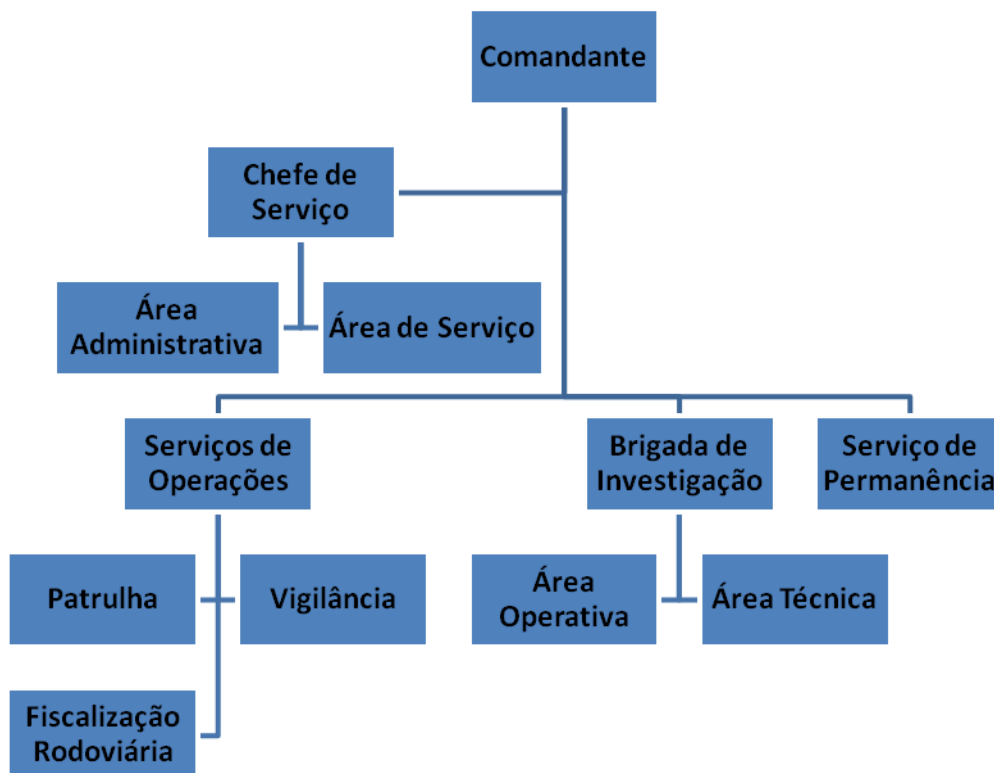 Comandante
Chefe de
Serviço
Área
Administrativa
Área de Serviço
Serviços de
Operações
Brigada de
Investigação
Serviço de
Permanência
Patrulha
Vigilância
Área
Operativa
Área Técnica
Fiscalização
Rodoviária